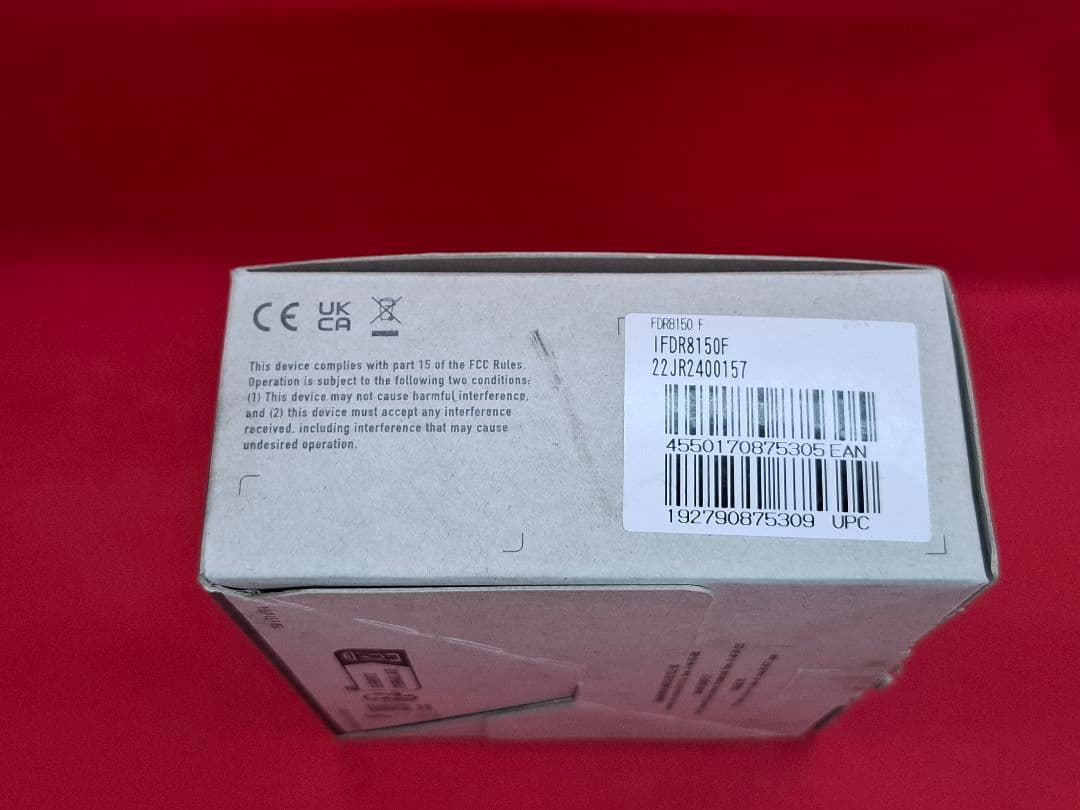 CE UK
CA
This device complies with part 15 of the FCC Rules.
Operation is subject to the following two conditions:
(1) This device may not cause harmful interference,
and (2) this device must accept any interference
received, including interference that may cause
undesired operation.
FDR8150 F
IFDR8150F
22JR2400157
4550170875305 EAN
192790875309 UPC